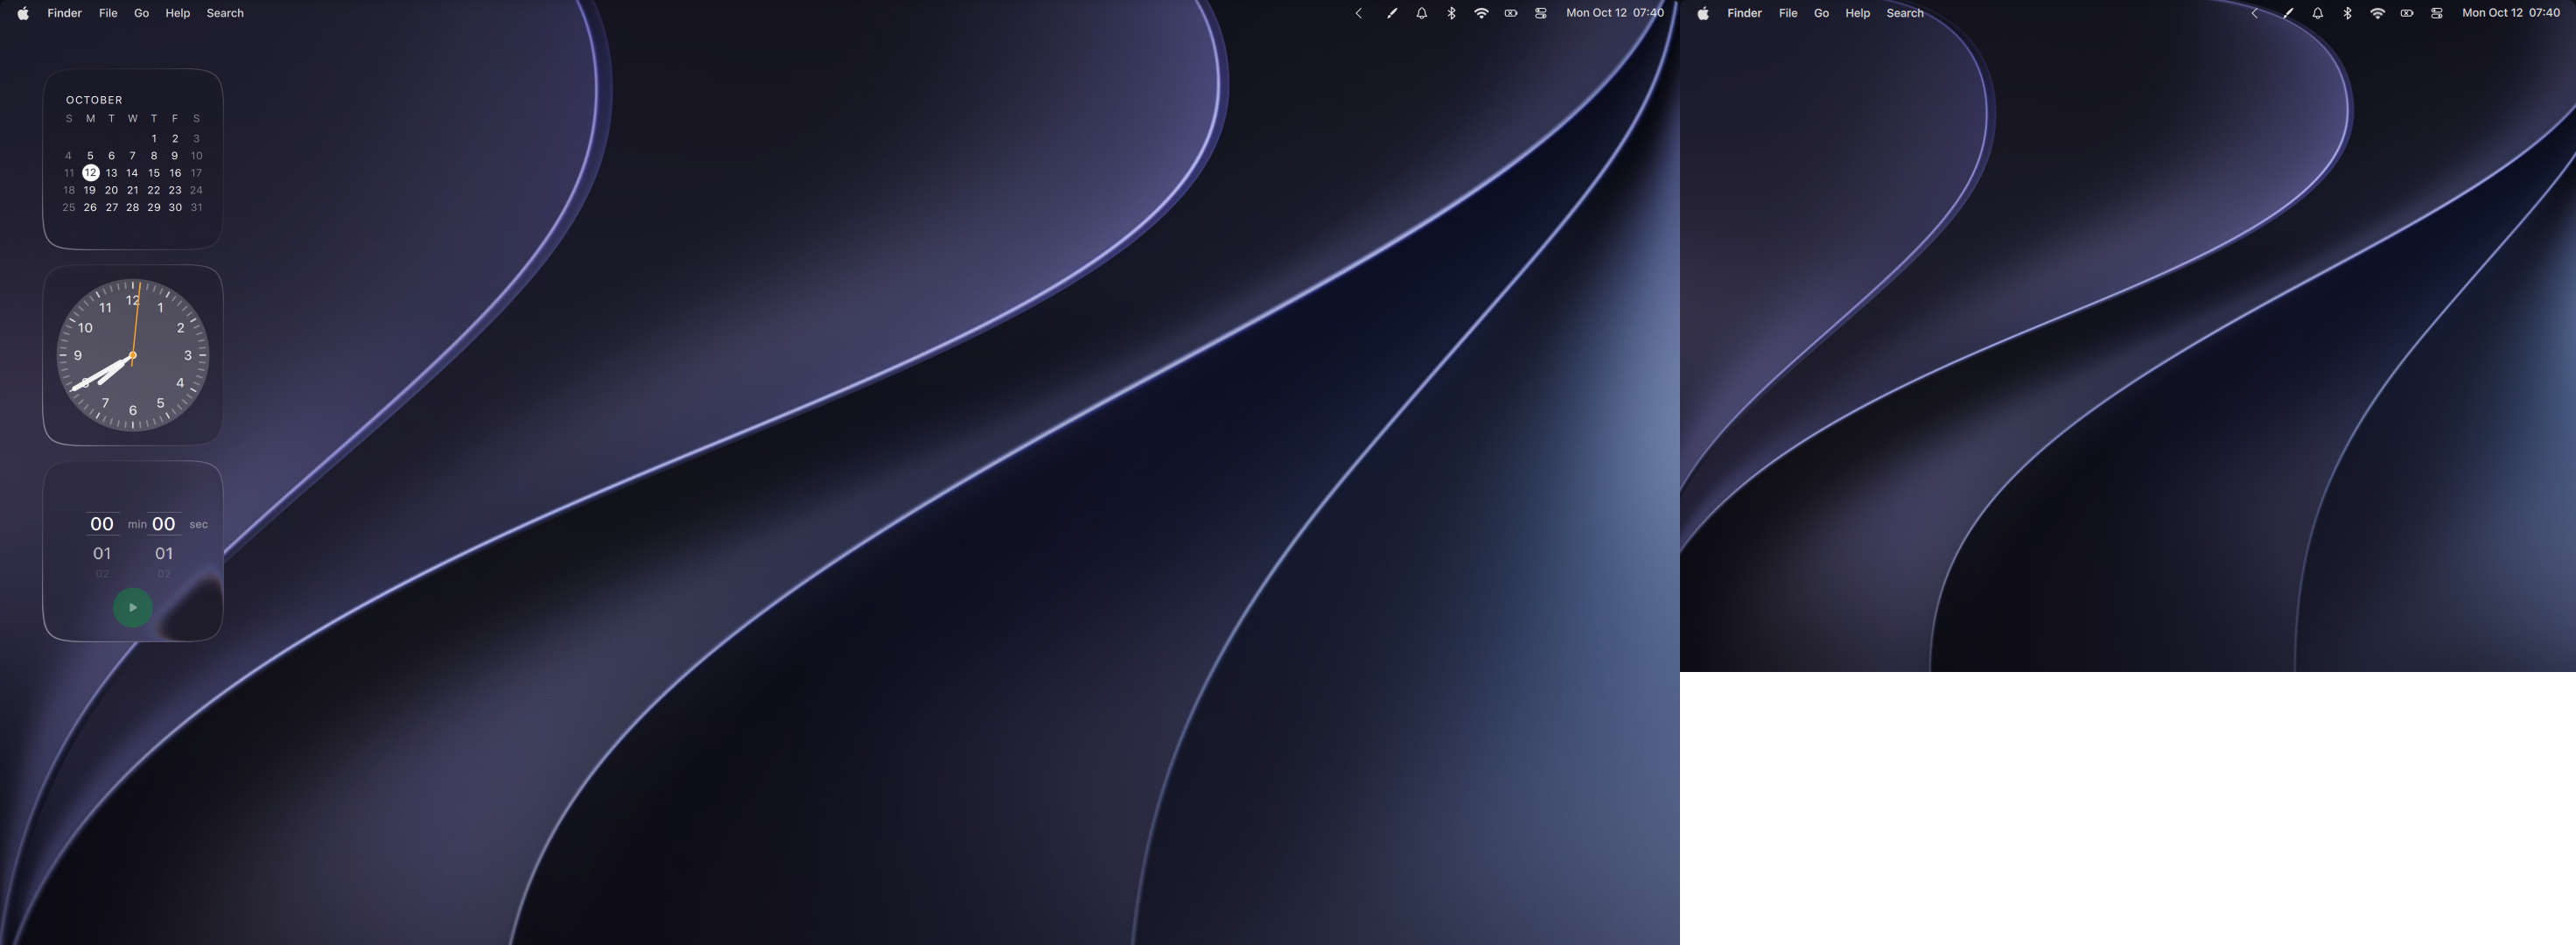 Finder File Go Help Search Mon Oct 12 07:40
OCTOBER
S M T W T F S
1 2 3
4 5 6 7 8 9 10
11 12 13 14 15 16 17
18 19 20 21 22 23 24
25 26 27 28 29 30 31
12
11 1
10 2
9 3
8 4
7 5
6
00 min 00 sec
01 01
02 02
Finder File Go Help Search Mon Oct 12 07:40